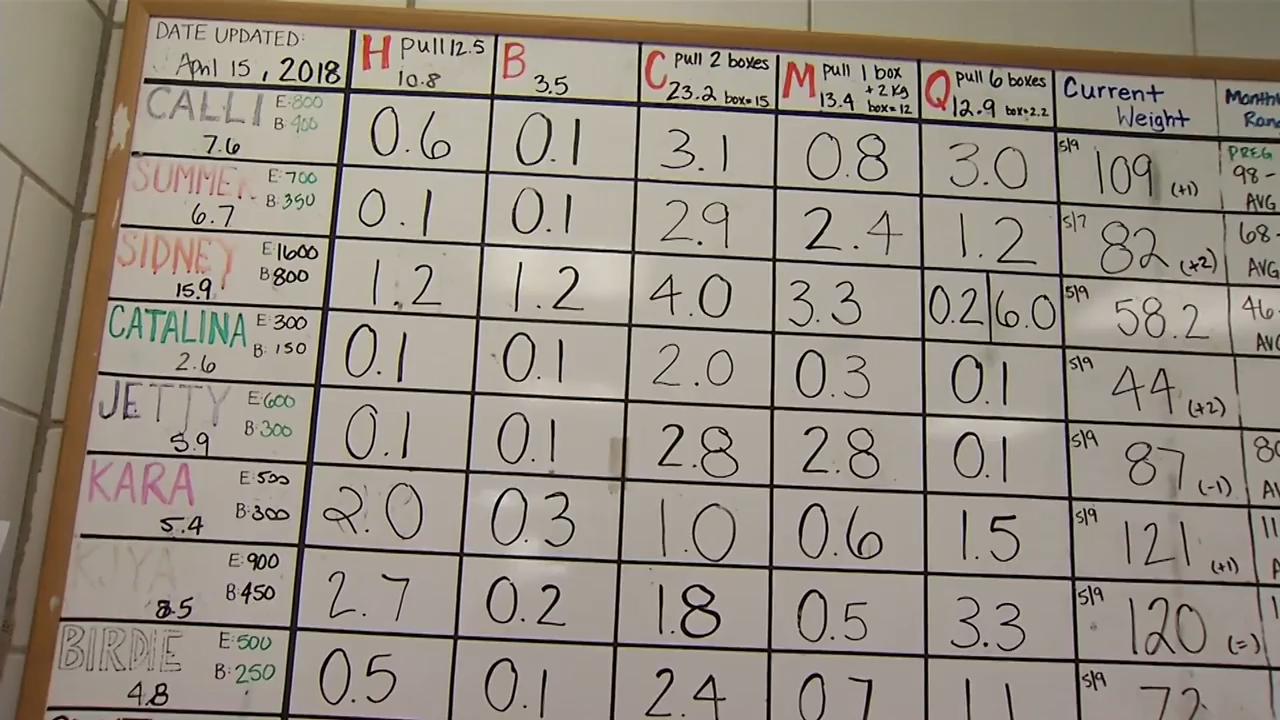 DATE UPDATED: H pull 12.5 B C pull 2 boxes M pull 1 box Q pull 6 boxes Current Monthly
April 15, 2018 10.8 3.5 23.2 box=15 + 2 Kg 13.4 box=12 12.9 box=2.2 Weight Rang
CALLI E:800 0.6 0.1 3.1 0.8 3.0 5/9 109 (+1) PREG
7.6 B:400 98- AVG
SUMMER E:700 0.1 0.1 2.9 2.4 1.2 5/7 82 (+2) 68-
6.7 B:350 AVG
SIDNEY E:1600 1.2 1.2 4.0 3.3 0.2 6.0 5/9 58.2 46.
15.9 B:800 AVG
CATALINA E:300 0.1 0.1 2.0 0.3 0.1 5/9 44 (+2)
2.6 B:150
JETTY E:600 0.1 0.1 2.8 2.8 0.1 5/9 87 (-1) 80
5.9 B:300 AV
KARA E:500 2.0 0.3 1.0 0.6 1.5 5/9 121 (+1) 11
5.4 B:300 A
KIYA E:900 2.7 0.2 1.8 0.5 3.3 5/9 120 (=) 1
8.5 B:450
BIRDIE E:500 0.5 0.1 2.4 0.7 1.1 5/9 72
4.8 B:250